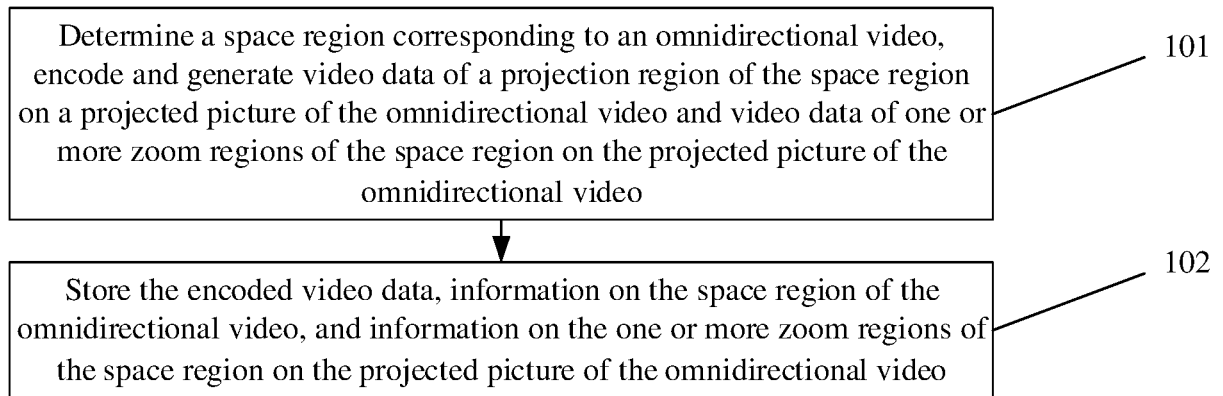 Determine a space region corresponding to an omnidirectional video,
encode and generate video data of a projection region of the space region
on a projected picture of the omnidirectional video and video data of one or
more zoom regions of the space region on the projected picture of the
omnidirectional video
101
Store the encoded video data, information on the space region of the
omnidirectional video, and information on the one or more zoom regions of
the space region on the projected picture of the omnidirectional video
102